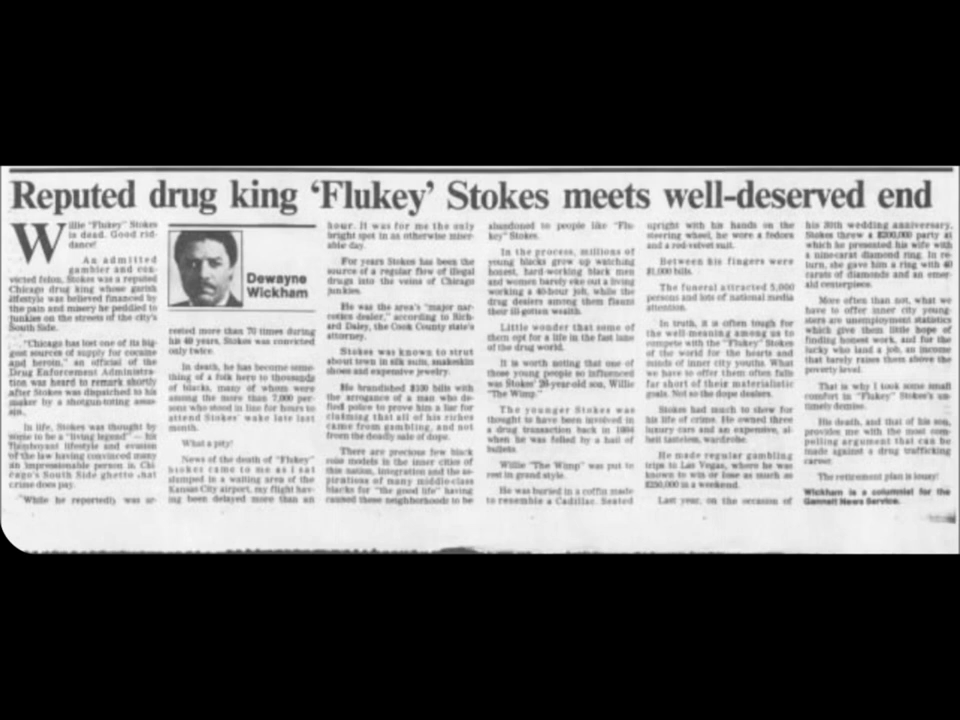 Reputed drug king ‘Flukey’ Stokes meets well-deserved end
Willie "Flukey" Stokes
is dead. Good rid-
dance!
An admitted
gambler and con-
victed felon, Stokes was a reputed
Chicago drug king whose garish
lifestyle was believed financed by
the pain and misery he peddled to
junkies on the streets of the city's
South Side.
"Chicago has lost one of its big-
gest sources of supply for cocaine
and heroin," an official of the
Drug Enforcement Administra-
tion was heard to remark shortly
after Stokes was dispatched to his
maker by a shotgun-toting assas-
sin.
In life, Stokes was thought by
some to be a "living legend" — his
flamboyant lifestyle and evasion
of the law having convinced many
an impressionable person in Chi-
cago's South Side ghetto that
crime does pay.
While he reportedly was ar-
Dewayne
Wickham
rested more than 70 times during
his 49 years, Stokes was convicted
only twice.
In death, he has become some-
thing of a folk hero to thousands
of blacks, many of whom were
among the more than 7,000 per-
sons who stood in line for hours to
attend Stokes' wake late last
month.
What a pity!
News of the death of "Flukey"
Stokes came to me as I sat
slumped in a waiting area of the
Kansas City airport, my flight hav-
ing been delayed more than an
hour. It was for me the only
bright spot in an otherwise miser-
able day.
For years Stokes has been the
source of a regular flow of illegal
drugs into the veins of Chicago
junkies.
He was the area's "major nar-
cotics dealer," according to Rich-
ard Daley, the Cook County state's
attorney.
Stokes was known to strut
about town in silk suits, snakeskin
shoes and expensive jewelry.
He brandished $100 bills with
the arrogance of a man who de-
fied police to prove him a liar for
claiming that all of his riches
came from gambling, and not
from the deadly sale of dope.
There are precious few black
role models in the inner cities of
this nation, integration and the as-
pirations of many middle-class
blacks for "the good life" having
caused those neighborhoods to be
abandoned to people like "Flu-
key" Stokes.
In the process, millions of
young blacks grow up watching
honest, hard-working black men
and women barely eke out a living
working a 40-hour job, while the
drug dealers among them flaunt
their ill-gotten wealth.
Little wonder that some of
them opt for a life in the fast lane
of the drug world.
It is worth noting that one of
those young people so influenced
was Stokes' 28-year-old son, Willie
"The Wimp."
The younger Stokes was
thought to have been involved in
a drug transaction back in 1984
when he was felled by a hail of
bullets.
Willie "The Wimp" was put to
rest in grand style.
He was buried in a coffin made
to resemble a Cadillac. Seated
upright with his hands on the
steering wheel, he wore a fedora
and a red-velvet suit.
Between his fingers were
$1,000 bills.
The funeral attracted 5,000
persons and lots of national media
attention.
In truth, it is often tough for
the well-meaning among us to
compete with the "Flukey" Stokes
of the world for the hearts and
minds of inner city youths. What
we have to offer them often falls
far short of their materialistic
goals. Not so the dope dealers.
Stokes had much to show for
his life of crime. He owned three
luxury cars and an expensive, al-
beit tasteless, wardrobe.
He made regular gambling
trips to Las Vegas, where he was
known to win or lose as much as
$250,000 in a weekend.
Last year, on the occasion of
his 30th wedding anniversary,
Stokes threw a $200,000 party at
which he presented his wife with
a nine-carat diamond ring. In re-
turn, she gave him a ring with 40
carats of diamonds and an emer-
ald centerpiece.
More often than not, what we
have to offer inner city young-
sters are unemployment statistics
which give them little hope of
finding honest work, and for the
lucky who land a job, an income
that barely raises them above the
poverty level.
That is why I took some small
comfort in "Flukey" Stokes's un-
timely demise.
His death, and that of his son,
provides me with the most com-
pelling argument that can be
made against a drug trafficking
career.
The retirement plan is lousy!
Wickham is a columnist for the
Gannett News Service.